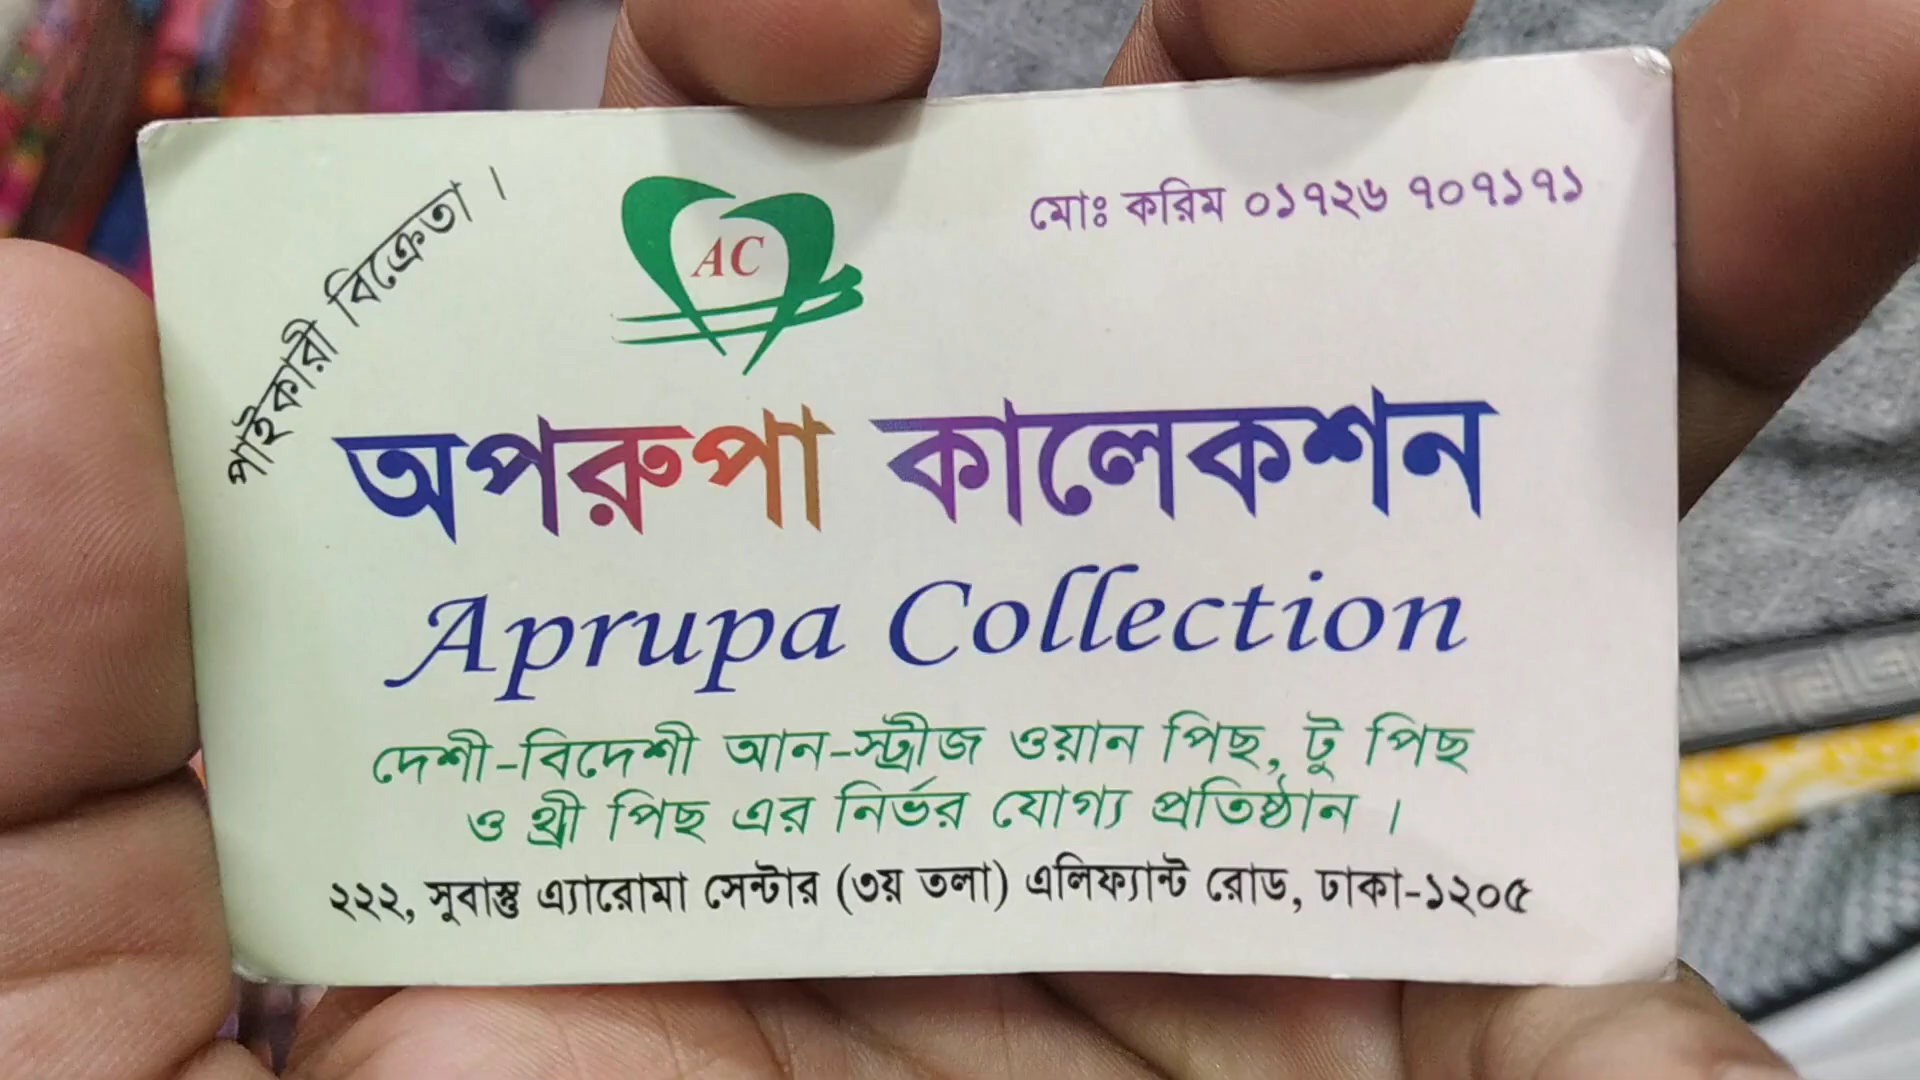 পাইকারী বিক্রেতা ।
AC
মোঃ করিম ০১৭২৬ ৭০৭১৭১
অপরুপা কালেকশন
Aprupa Collection
দেশী-বিদেশী আন-স্ট্রীজ ওয়ান পিছ, টু পিছ
ও থ্রী পিছ এর নির্ভর যোগ্য প্রতিষ্ঠান ।
২২২, সুবাস্তু এ্যারোমা সেন্টার (৩য় তলা) এলিফ্যান্ট রোড, ঢাকা-১২০৫